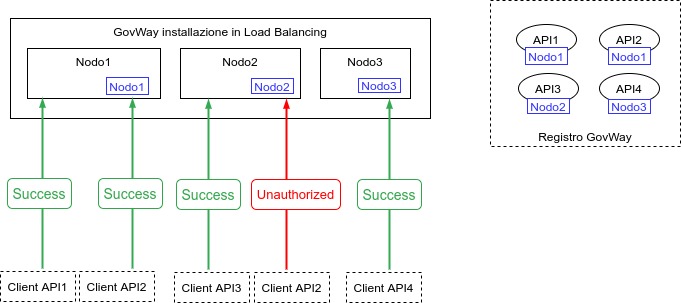 GovWay installazione in Load Balancing
Nodo1
Nodo1
Nodo2
Nodo2
Nodo3
Nodo3
Success
Success
Success
Unauthorized
Success
Client API1
Client API2
Client API3
Client API2
Client API4
API1
Nodo1
API2
Nodo1
API3
Nodo2
API4
Nodo3
Registro GovWay